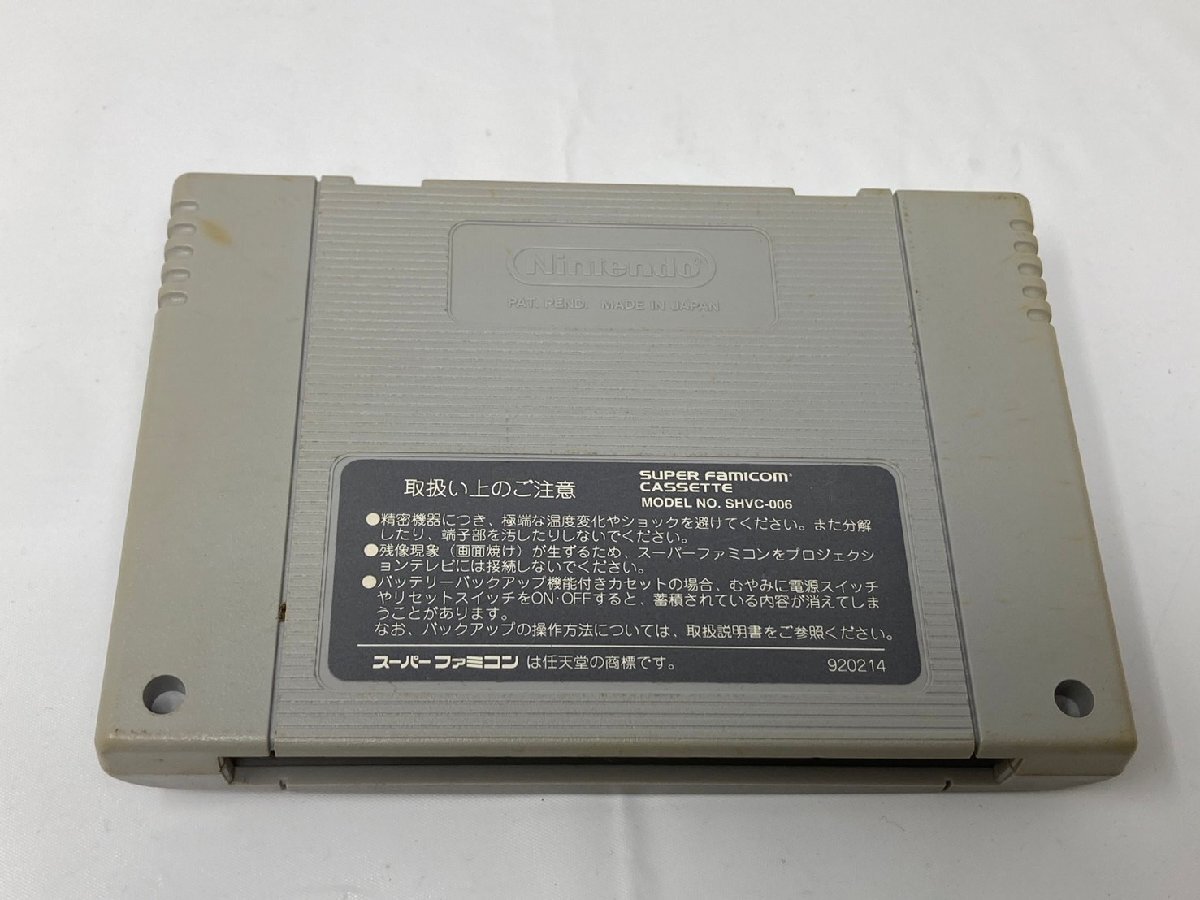 Nintendo
PAT. PEND. MADE IN JAPAN
取扱い上のご注意
SUPER FAMICOM
CASSETTE
MODEL NO. SHVC-006
●精密機器につき、極端な温度変化やショックを避けてください。また分解
したり、端子部を汚したりしないでください。
●残像現象（画面焼け）が生ずるため、スーパーファミコンをプロジェクシ
ョンテレビには接続しないでください。
●バッテリーバックアップ機能付きカセットの場合、むやみに電源スイッチ
やリセットスイッチをON·OFFすると、蓄積されている内容が消えてしま
うことがあります。
なお、バックアップの操作方法については、取扱説明書をご参照ください。
スーパーファミコン は任天堂の商標です。
920214